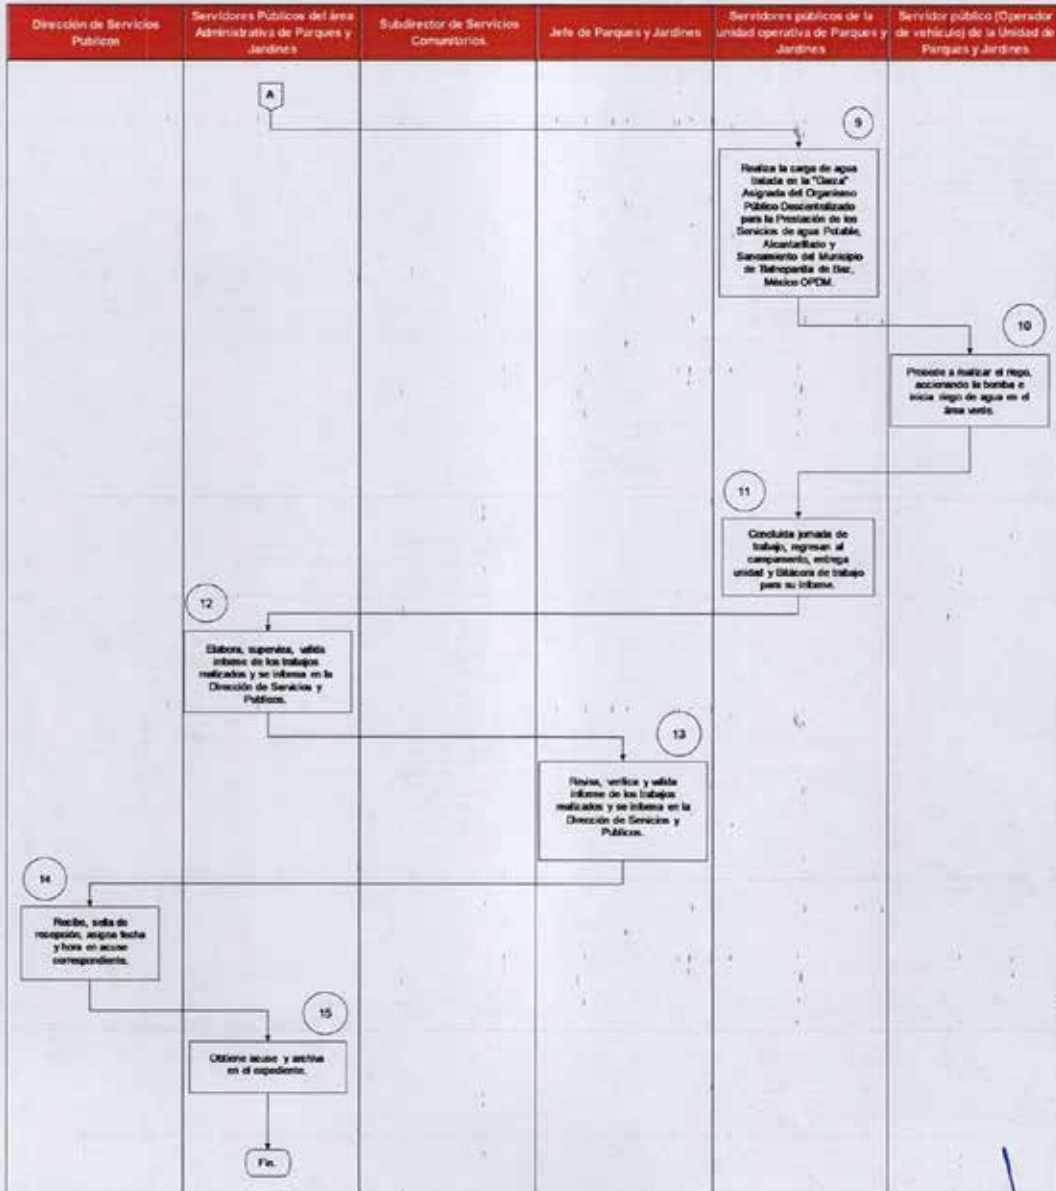 Dirección de Servicios
Publicos
Servidores Públicos del área
Administrativa de Parques y
Jardines
Subdirector de Servicios
Comunitarios.
Jefe de Parques y Jardines
Servidores públicos de la
unidad operativa de Parques y
Jardines
Servidor público (Operador
de vehiculo) de la Unidad de
Parques y Jardines
A
9
Realiza la carga de agua
tratada en la "Garza"
Asignada del Organismo
Público Descentralizado
para la Prestación de los
Servicios de agua Potable,
Alcantarillado y
Saneamiento del Municipio
de Tlalnepantla de Baz,
México OPDM.
10
Procede a realizar el riego,
accionando la bomba e
inicia riego de agua en el
área verde.
11
Concluida jornada de
trabajo, regresan al
campamento, entrega
unidad y Bitácora de trabajo
para su informe.
12
Elabora, supervisa, valida
informe de los trabajos
realizados y se informa en la
Dirección de Servicios y
Publicos.
13
Revisa, verifica y valida
informe de los trabajos
realizados y se informa en la
Dirección de Servicios y
Publicos.
14
Recibe, sella de
recepción, asigna fecha
y hora en acuse
correspondiente.
15
Obtiene acuse y archiva
en el expediente.
Fin.